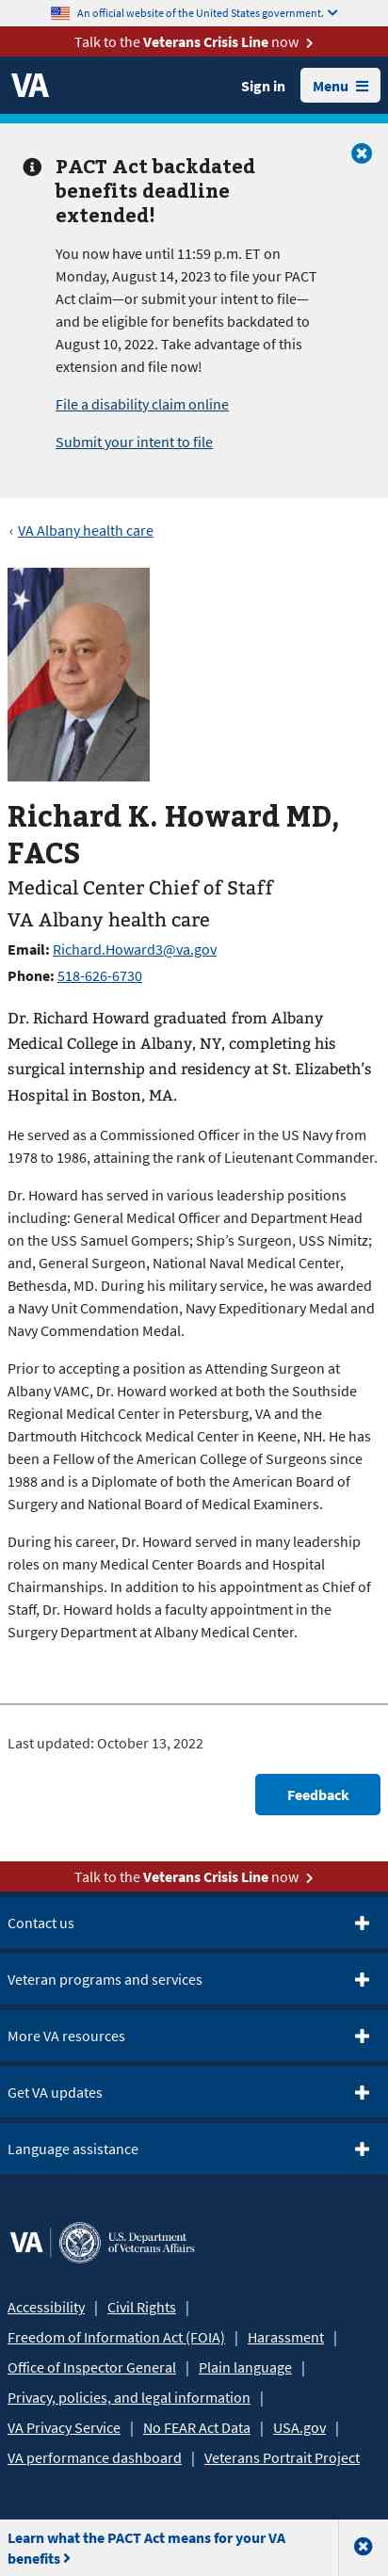 An official website of the United States government.
Talk to the Veterans Crisis Line now
VA
Sign in
Menu
PACT Act backdated
benefits deadline
extended!
You now have until 11:59 p.m. ET on
Monday, August 14, 2023 to file your PACT
Act claim—or submit your intent to file—
and be eligible for benefits backdated to
August 10, 2022. Take advantage of this
extension and file now!
File a disability claim online
Submit your intent to file
‹ VA Albany health care
Richard K. Howard MD,
FACS
Medical Center Chief of Staff
VA Albany health care
Email: Richard.Howard3@va.gov
Phone: 518-626-6730
Dr. Richard Howard graduated from Albany
Medical College in Albany, NY, completing his
surgical internship and residency at St. Elizabeth's
Hospital in Boston, MA.
He served as a Commissioned Officer in the US Navy from
1978 to 1986, attaining the rank of Lieutenant Commander.
Dr. Howard has served in various leadership positions
including: General Medical Officer and Department Head
on the USS Samuel Gompers; Ship’s Surgeon, USS Nimitz;
and, General Surgeon, National Naval Medical Center,
Bethesda, MD. During his military service, he was awarded
a Navy Unit Commendation, Navy Expeditionary Medal and
Navy Commendation Medal.
Prior to accepting a position as Attending Surgeon at
Albany VAMC, Dr. Howard worked at both the Southside
Regional Medical Center in Petersburg, VA and the
Dartmouth Hitchcock Medical Center in Keene, NH. He has
been a Fellow of the American College of Surgeons since
1988 and is a Diplomate of both the American Board of
Surgery and National Board of Medical Examiners.
During his career, Dr. Howard served in many leadership
roles on many Medical Center Boards and Hospital
Chairmanships. In addition to his appointment as Chief of
Staff, Dr. Howard holds a faculty appointment in the
Surgery Department at Albany Medical Center.
Last updated: October 13, 2022
Feedback
Talk to the Veterans Crisis Line now
Contact us
Veteran programs and services
More VA resources
Get VA updates
Language assistance
VA | U.S. Department
of Veterans Affairs
Accessibility | Civil Rights |
Freedom of Information Act (FOIA) | Harassment |
Office of Inspector General | Plain language |
Privacy, policies, and legal information |
VA Privacy Service | No FEAR Act Data | USA.gov |
VA performance dashboard | Veterans Portrait Project
Learn what the PACT Act means for your VA
benefits